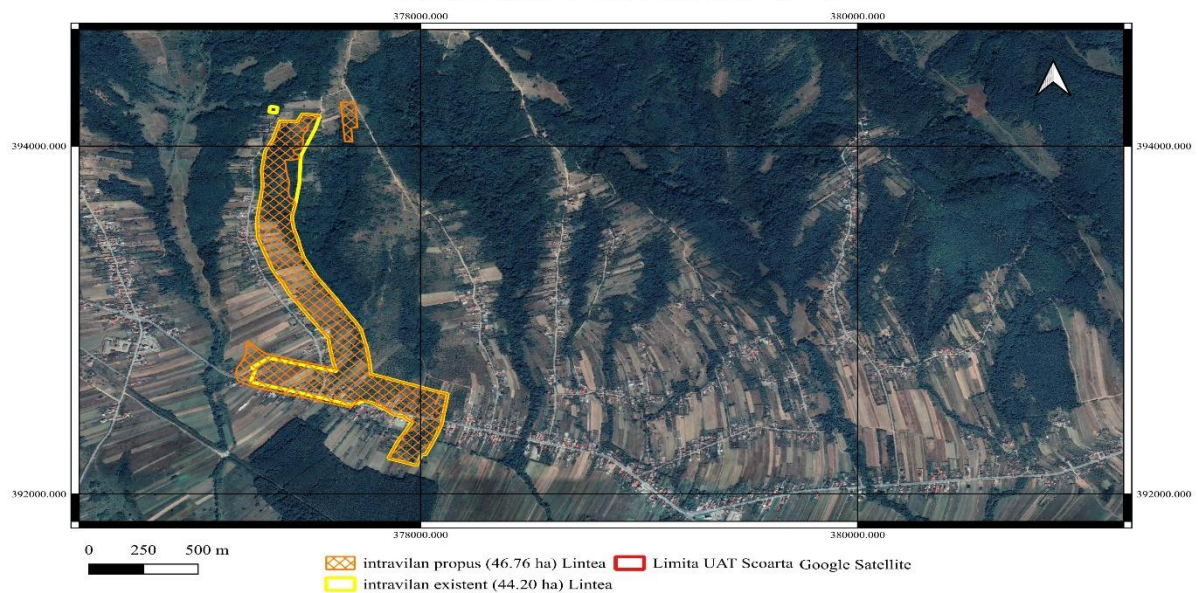 378000.000 380000.000
394000.000 394000.000
392000.000 392000.000
378000.000 380000.000
0 250 500 m
intravilan propus (46.76 ha) Lintea Limita UAT Scoarta Google Satellite
intravilan existent (44.20 ha) Lintea